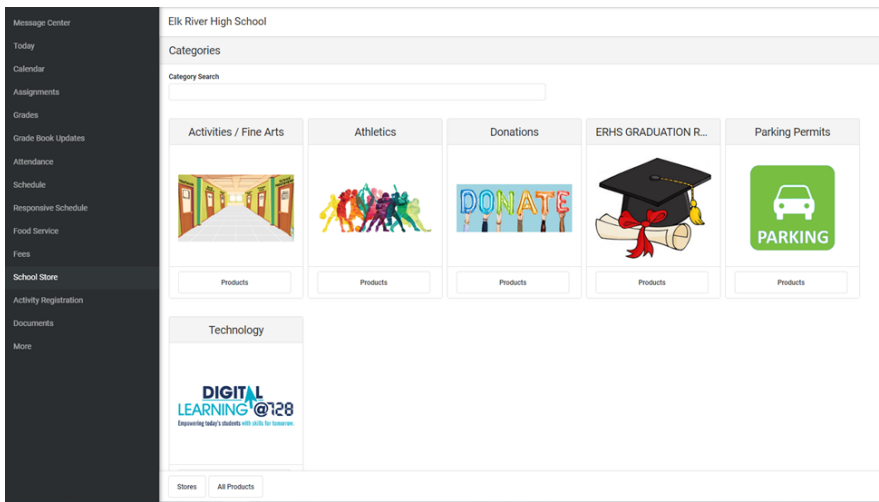 Message Center
Today
Calendar
Assignments
Grades
Grade Book Updates
Attendance
Schedule
Responsive Schedule
Food Service
Fees
School Store
Activity Registration
Documents
More
Elk River High School
Categories
Category Search
Activities / Fine Arts
Athletics
Donations
ERHS GRADUATION R...
Parking Permits
DONATE
PARKING
Products
Products
Products
Products
Products
Technology
DIGITAL
LEARNING @728
Empowering today's students with skills for tomorrow.
Stores
All Products